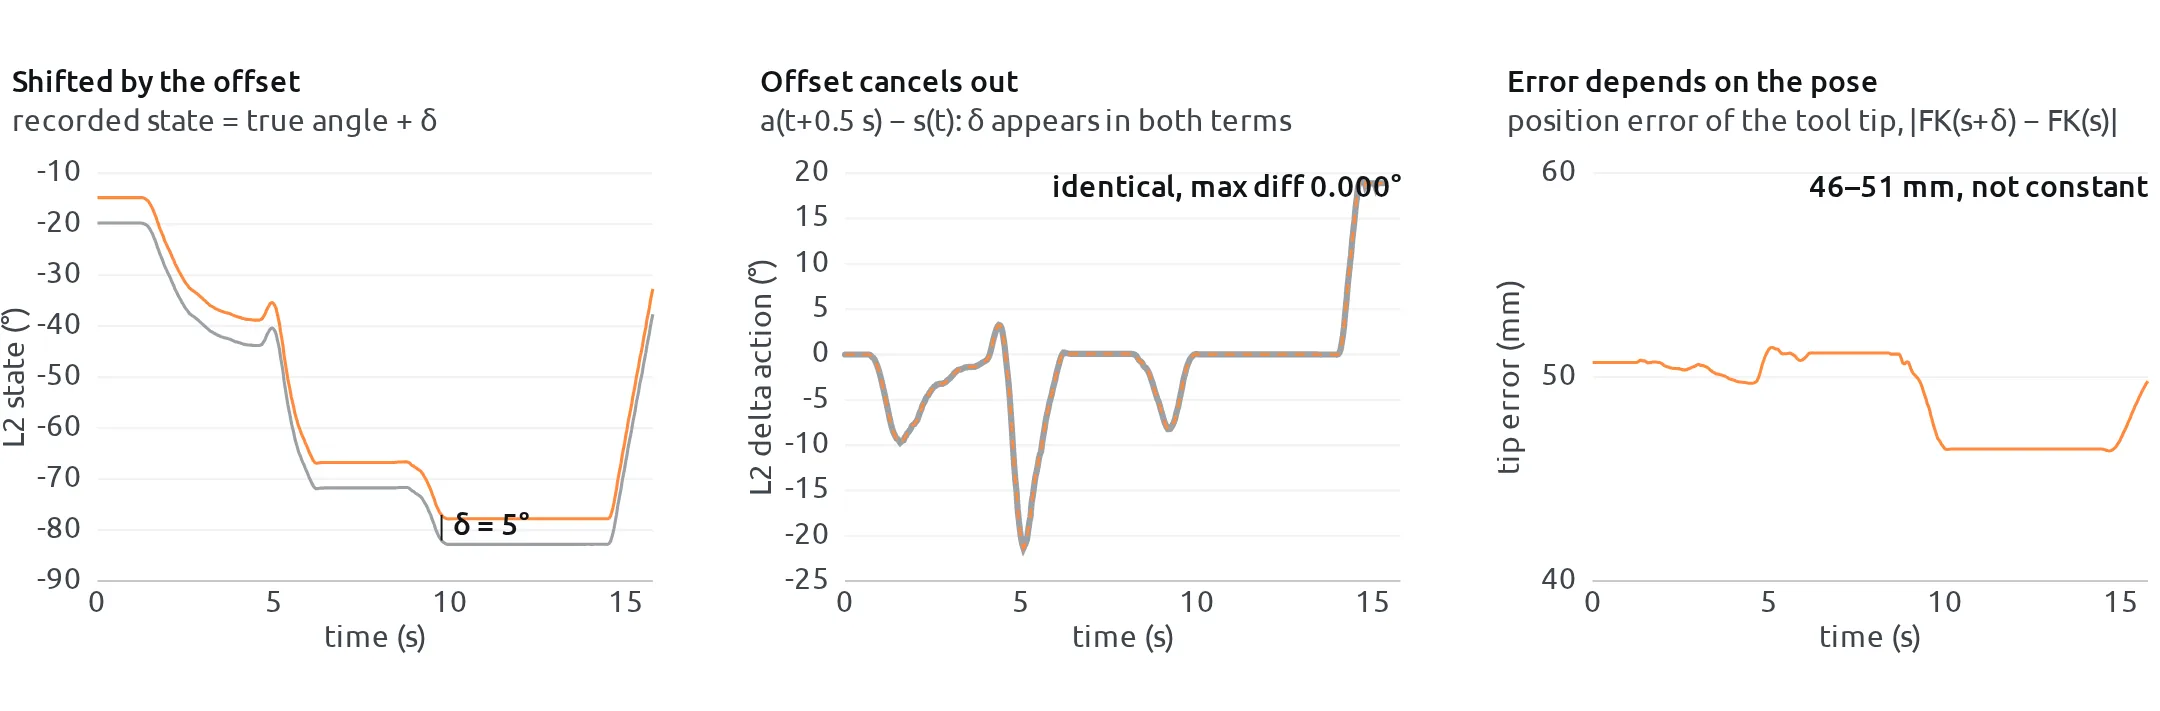 Shifted by the offset
recorded state = true angle + δ
-10
-20
-30
-40
-50
-60
-70
-80
-90
L2 state (°)
δ = 5°
0 5 10 15
time (s)
Offset cancels out
a(t+0.5 s) − s(t): δ appears in both terms
identical, max diff 0.000°
20
15
10
5
0
-5
-10
-15
-20
-25
L2 delta action (°)
0 5 10 15
time (s)
Error depends on the pose
position error of the tool tip, |FK(s+δ) − FK(s)|
46–51 mm, not constant
60
50
40
tip error (mm)
0 5 10 15
time (s)